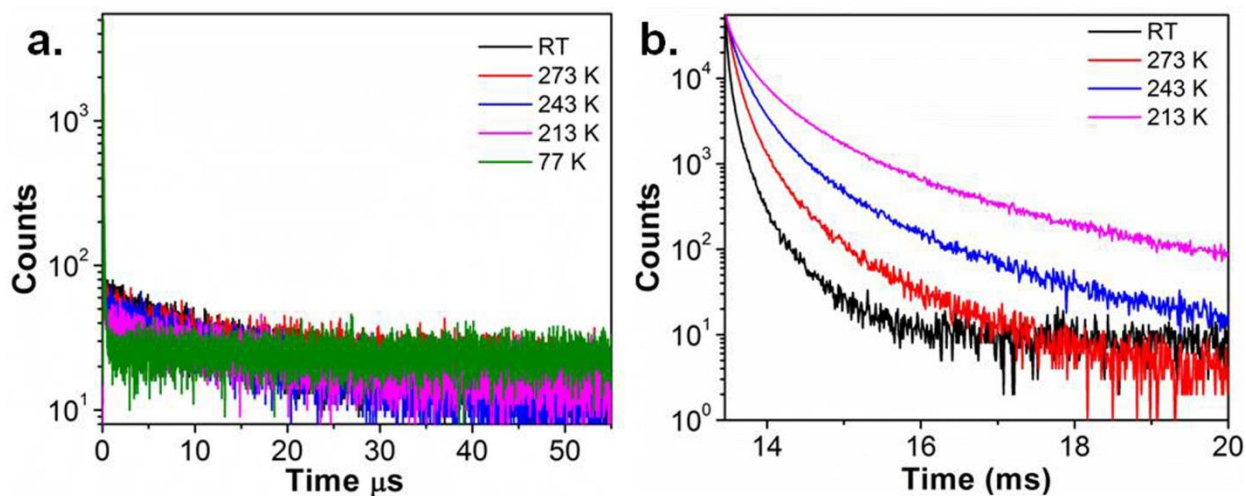 a.
RT
273 K
243 K
213 K
77 K
Counts
10³
10²
10¹
0 10 20 30 40 50
Time μs
b.
RT
273 K
243 K
213 K
Counts
10⁴
10³
10²
10¹
10⁰
14 16 18 20
Time (ms)